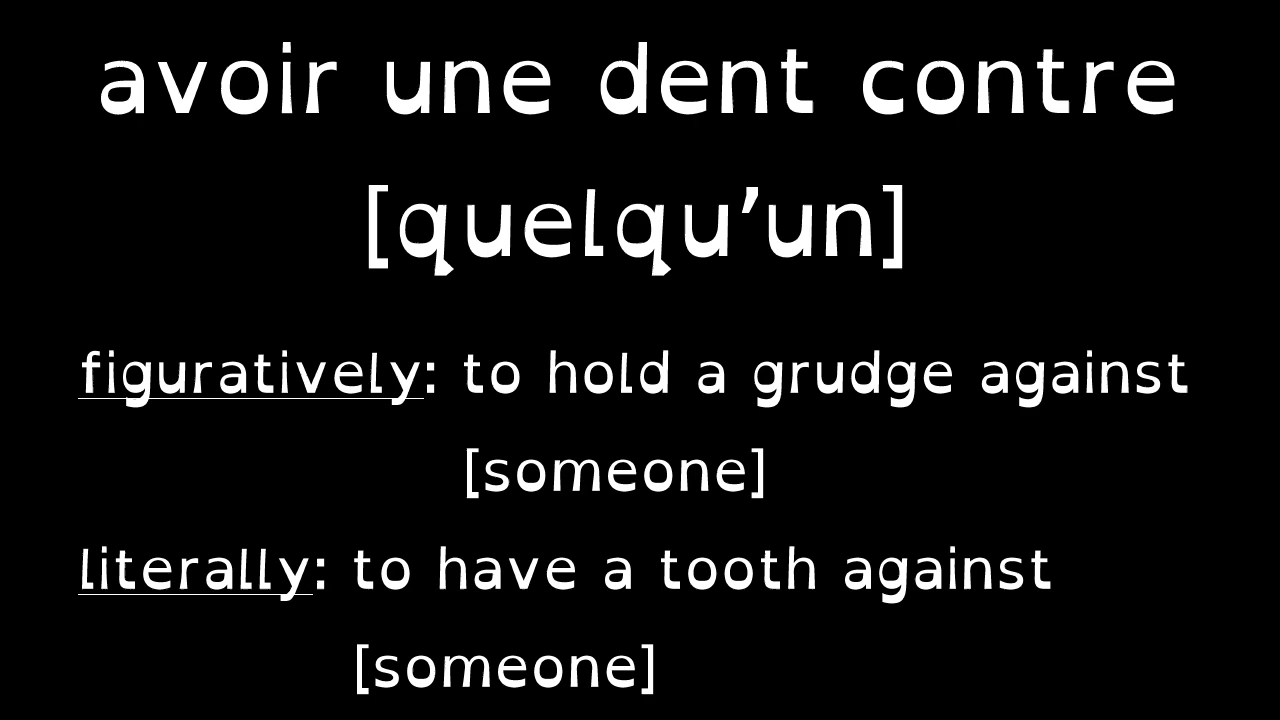 avoir une dent contre
[quelqu’un]
figuratively: to hold a grudge against
[someone]
literally: to have a tooth against
[someone]